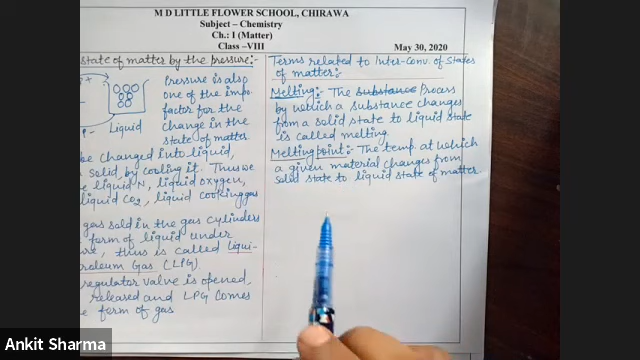 M D LITTLE FLOWER SCHOOL, CHIRAWA
Subject – Chemistry
Ch.: I (Matter)
Class –VIII
May 30, 2020
state of matter by the pressure:-
Pressure is also
one of the impo.
factor for the
change in the
state of matter.
Liquid
be changed into liquid,
solid, by cooling it. Thus we
liquid N, liquid oxygen,
liquid CO2, liquid cooking gas
gas sold in the gas cylinders
form of liquid under
thus is called Liqui-
roleum Gas (LPG)
regulator valve is opened,
released and LPG comes
form of gas
Terms related to Inter-Conv. of States
of matter:-
Melting:- The substance Process
by which a substance changes
from a solid state to liquid state
is called melting.
Melting point:- The temp. at which
a given material changes from
solid state to liquid state of matter.
Ankit Sharma